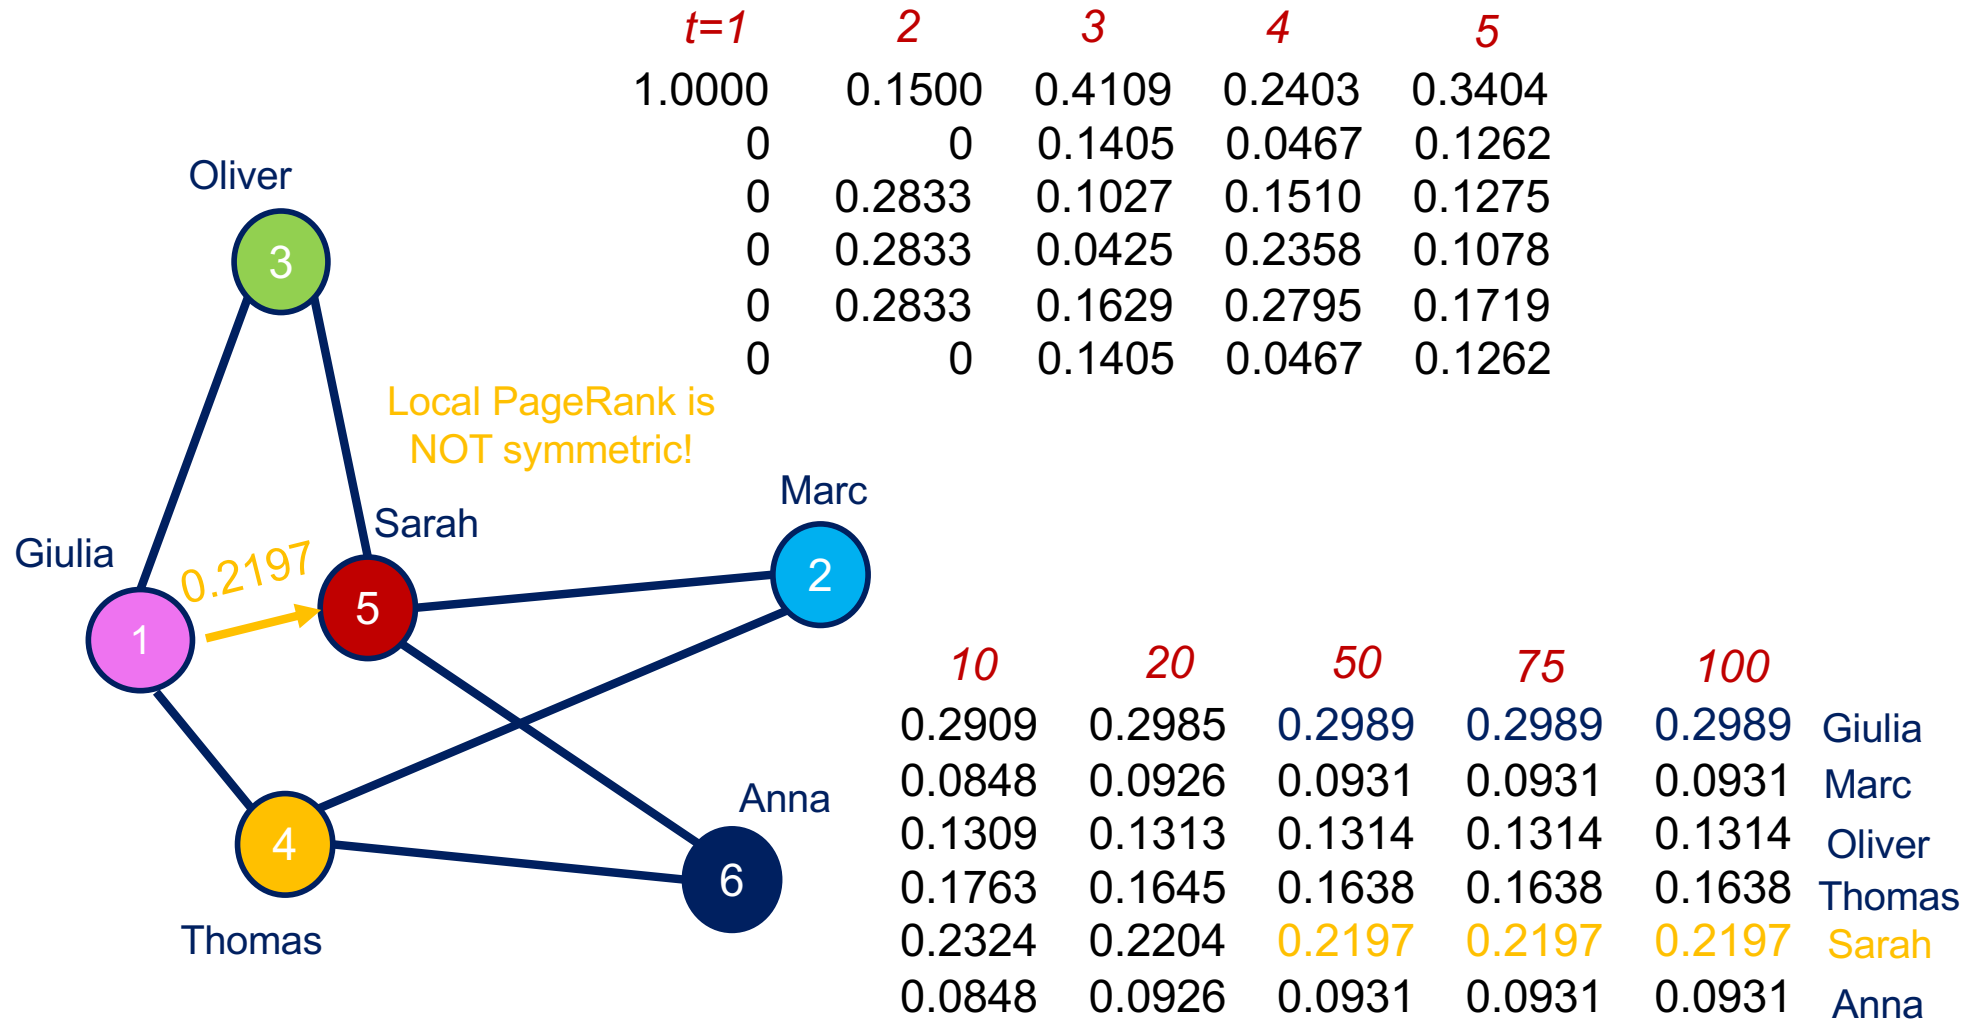 t=1 2 3 4 5
1.0000 0.1500 0.4109 0.2403 0.3404
0 0 0.1405 0.0467 0.1262
0 0.2833 0.1027 0.1510 0.1275
0 0.2833 0.0425 0.2358 0.1078
0 0.2833 0.1629 0.2795 0.1719
0 0 0.1405 0.0467 0.1262
Oliver
3
Local PageRank is
NOT symmetric!
Marc
Sarah
Giulia
0.2197
2
5
1
Anna
4
6
Thomas
10 20 50 75 100
0.2909 0.2985 0.2989 0.2989 0.2989 Giulia
0.0848 0.0926 0.0931 0.0931 0.0931 Marc
0.1309 0.1313 0.1314 0.1314 0.1314 Oliver
0.1763 0.1645 0.1638 0.1638 0.1638 Thomas
0.2324 0.2204 0.2197 0.2197 0.2197 Sarah
0.0848 0.0926 0.0931 0.0931 0.0931 Anna